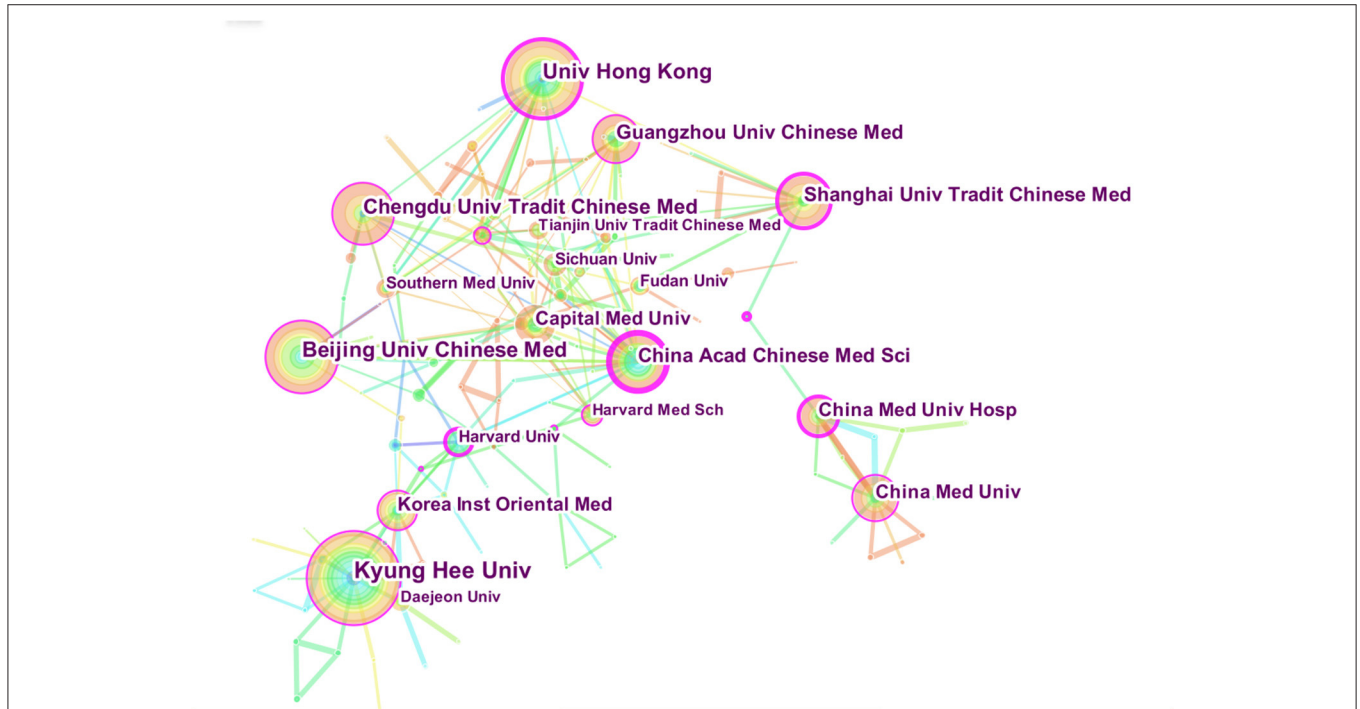 Univ Hong Kong
Guangzhou Univ Chinese Med
Shanghai Univ Tradit Chinese Med
Chengdu Univ Tradit Chinese Med
Tianjin Univ Tradit Chinese Med
Sichuan Univ
Southern Med Univ
Fudan Univ
Capital Med Univ
Beijing Univ Chinese Med
China Acad Chinese Med Sci
Harvard Med Sch
China Med Univ Hosp
Harvard Univ
China Med Univ
Korea Inst Oriental Med
Kyung Hee Univ
Daejeon Univ